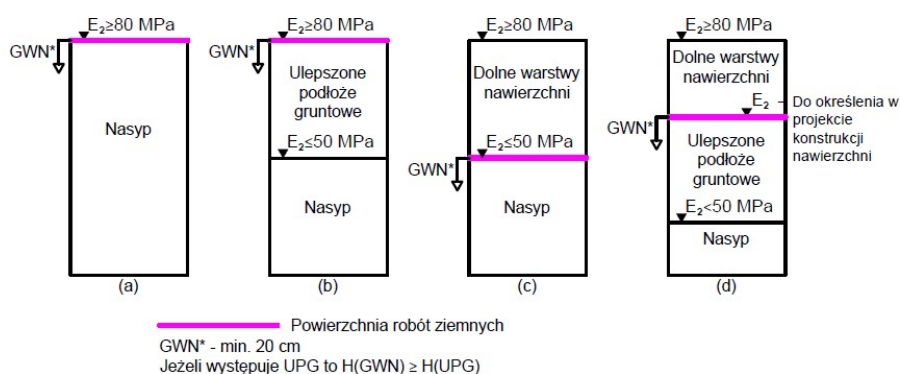 E₂≥80 MPa
GWN*
Nasyp
(a)
E₂≥80 MPa
GWN*
Ulepszone
podłoże
gruntowe
E₂≤50 MPa
Nasyp
(b)
E₂≥80 MPa
Dolne warstwy
nawierzchni
E₂≤50 MPa
GWN*
Nasyp
(c)
E₂≥80 MPa
Dolne warstwy
nawierzchni
E₂ - Do określenia w
projekcie
konstrukcji
nawierzchni
GWN*
Ulepszone
podłoże
gruntowe
E₂<50 MPa
Nasyp
(d)
Powierzchnia robót ziemnych
GWN* - min. 20 cm
Jeżeli występuje UPG to H(GWN) ≥ H(UPG)